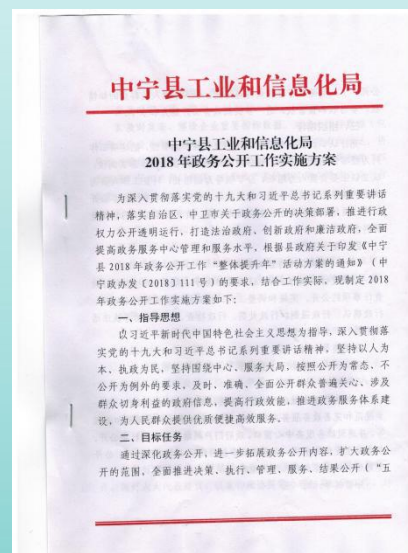 中宁县工业和信息化局
中宁县工业和信息化局
2018 年政务公开工作实施方案
为深入贯彻落实党的十九大和习近平总书记系列重要讲话
精神，落实自治区、中卫市关于政务公开的决策部署，推进行政
权力公开透明运行，打造法治政府、创新政府和廉洁政府，全面
提高政务服务中心管理和服务水平，根据县政府关于印发《中宁
县 2018 年政务公开工作“整体提升年”活动方案的通知》（中
宁政办发〔2018〕111 号）的要求，结合工作实际，现制定 2018
年政务公开工作实施方案如下：
一、指导思想
以习近平新时代中国特色社会主义思想为指导，深入贯彻落
实党的十九大和习近平总书记系列重要讲话精神，坚持以人为
本、执政为民，坚持围绕中心、服务大局，按照公开为常态、不
公开为例外的要求，及时、准确、全面公开群众普遍关心、涉及
群众切身利益的政府信息，提高行政效能，推进政务服务体系建
设，为人民群众提供优质便捷高效服务。
二、目标任务
通过深化政务公开，进一步拓展政务公开内容，扩大政务公
开的范围，全面推进决策、执行、管理、服务、结果公开（“五